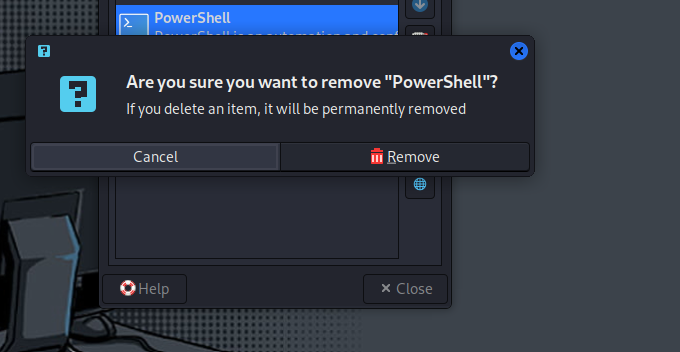 PowerShell
PowerShell is an automation and conf
Are you sure you want to remove "PowerShell"?
If you delete an item, it will be permanently removed
Cancel
Remove
Help
Close